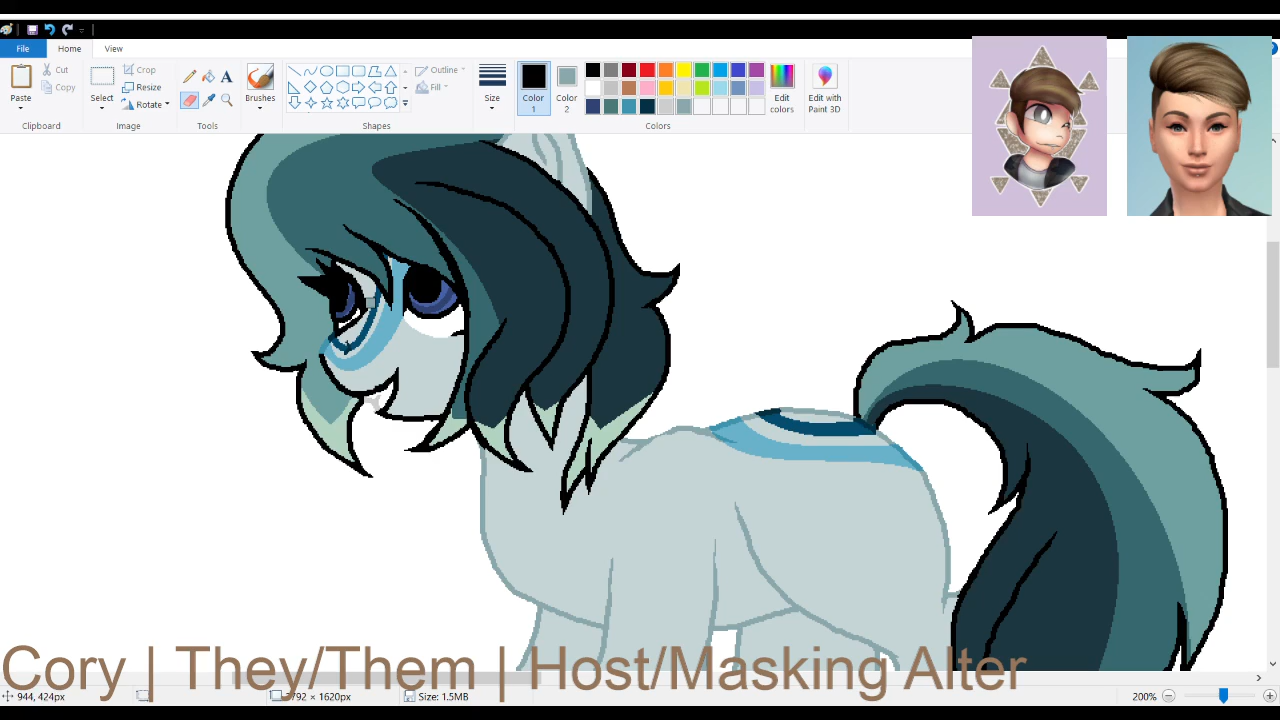 File Home View
Cut
Copy
Paste
Crop
Resize
Rotate
Select
A
Brushes
Outline
Fill
Size
Color 1
Color 2
Edit colors
Edit with Paint 3D
Clipboard Image Tools Shapes Colors
Cory | They/Them | Host/Masking Alter
944, 424px
3792 × 1620px
Size: 1.5MB
200%